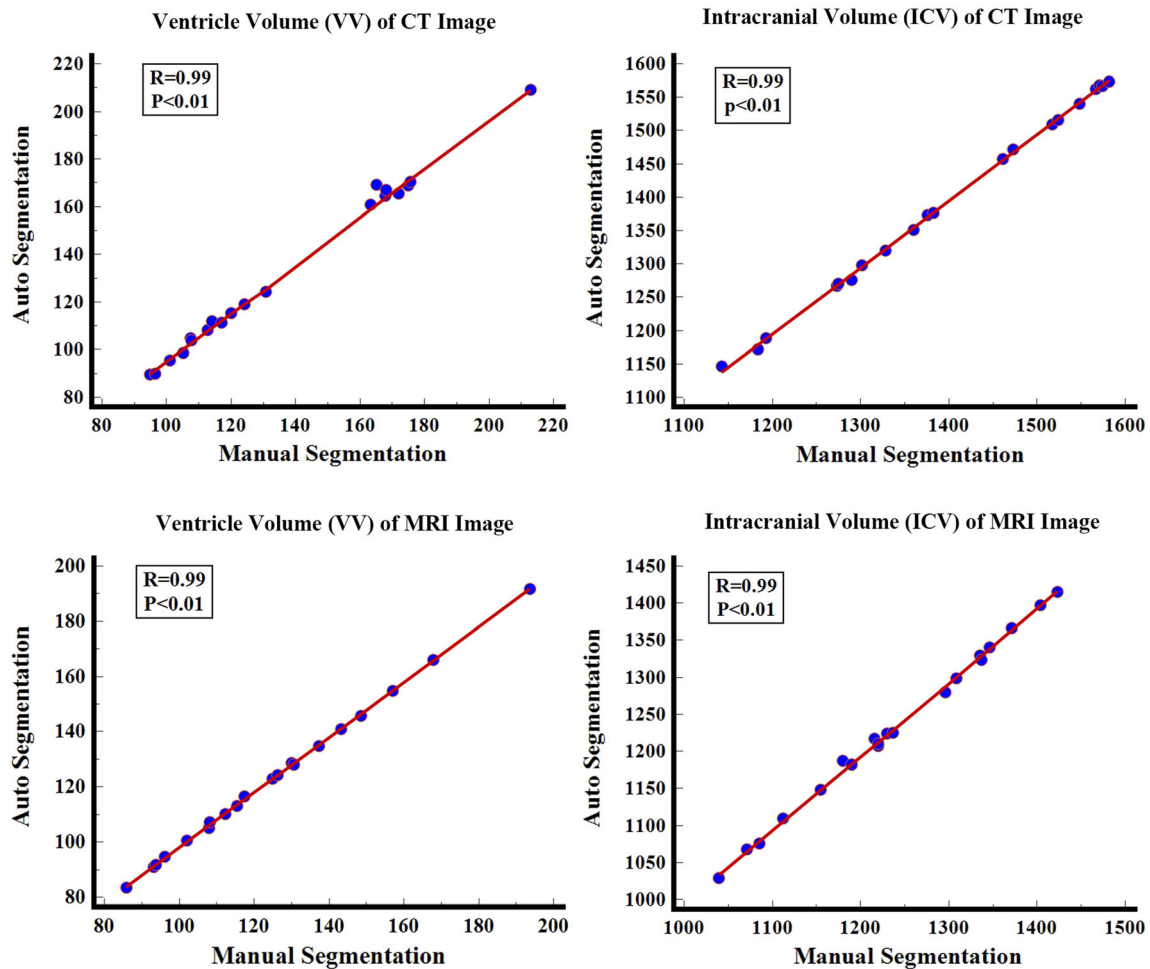 Ventricle Volume (VV) of CT Image
R=0.99
P<0.01
220
200
180
160
140
120
100
80
Auto Segmentation
80 100 120 140 160 180 200 220
Manual Segmentation
Intracranial Volume (ICV) of CT Image
R=0.99
p<0.01
1600
1550
1500
1450
1400
1350
1300
1250
1200
1150
1100
Auto Segmentation
1100 1200 1300 1400 1500 1600
Manual Segmentation
Ventricle Volume (VV) of MRI Image
R=0.99
P<0.01
200
180
160
140
120
100
80
Auto Segmentation
80 100 120 140 160 180 200
Manual Segmentation
Intracranial Volume (ICV) of MRI Image
R=0.99
P<0.01
1450
1400
1350
1300
1250
1200
1150
1100
1050
1000
Auto Segmentation
1000 1100 1200 1300 1400 1500
Manual Segmentation